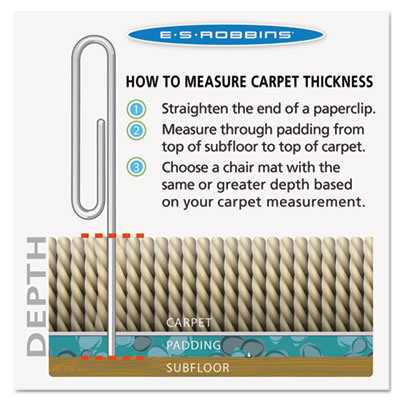 E·S·ROBBINS®
HOW TO MEASURE CARPET THICKNESS
1 Straighten the end of a paperclip.
2 Measure through padding from
top of subfloor to top of carpet.
3 Choose a chair mat with the
same or greater depth based
on your carpet measurement.
DEPTH
CARPET
PADDING
SUBFLOOR